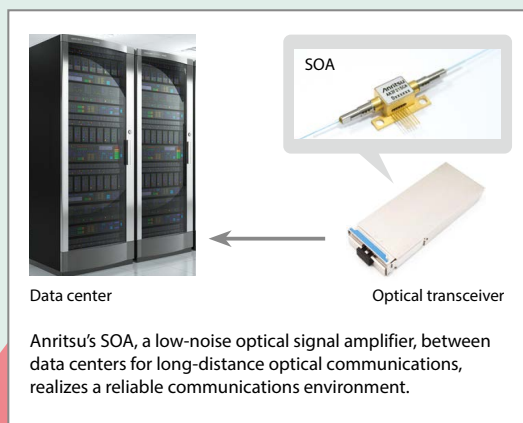 SOA
Anritsu
Data center
Optical transceiver
Anritsu’s SOA, a low-noise optical signal amplifier, between
data centers for long-distance optical communications,
realizes a reliable communications environment.